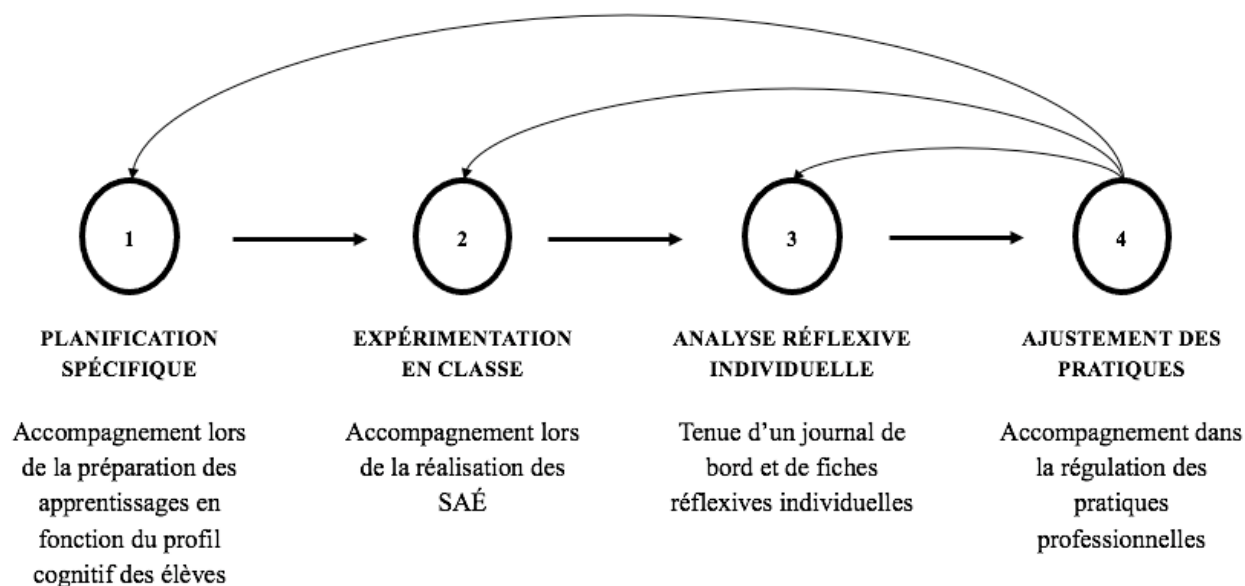 1
2
3
4
PLANIFICATION
SPÉCIFIQUE
EXPÉRIMENTATION
EN CLASSE
ANALYSE RÉFLEXIVE
INDIVIDUELLE
AJUSTEMENT DES
PRATIQUES
Accompagnement lors
de la préparation des
apprentissages en
fonction du profil
cognitif des élèves
Accompagnement lors
de la réalisation des
SAÉ
Tenue d’un journal de
bord et de fiches
réflexives individuelles
Accompagnement dans
la régulation des
pratiques
professionnelles